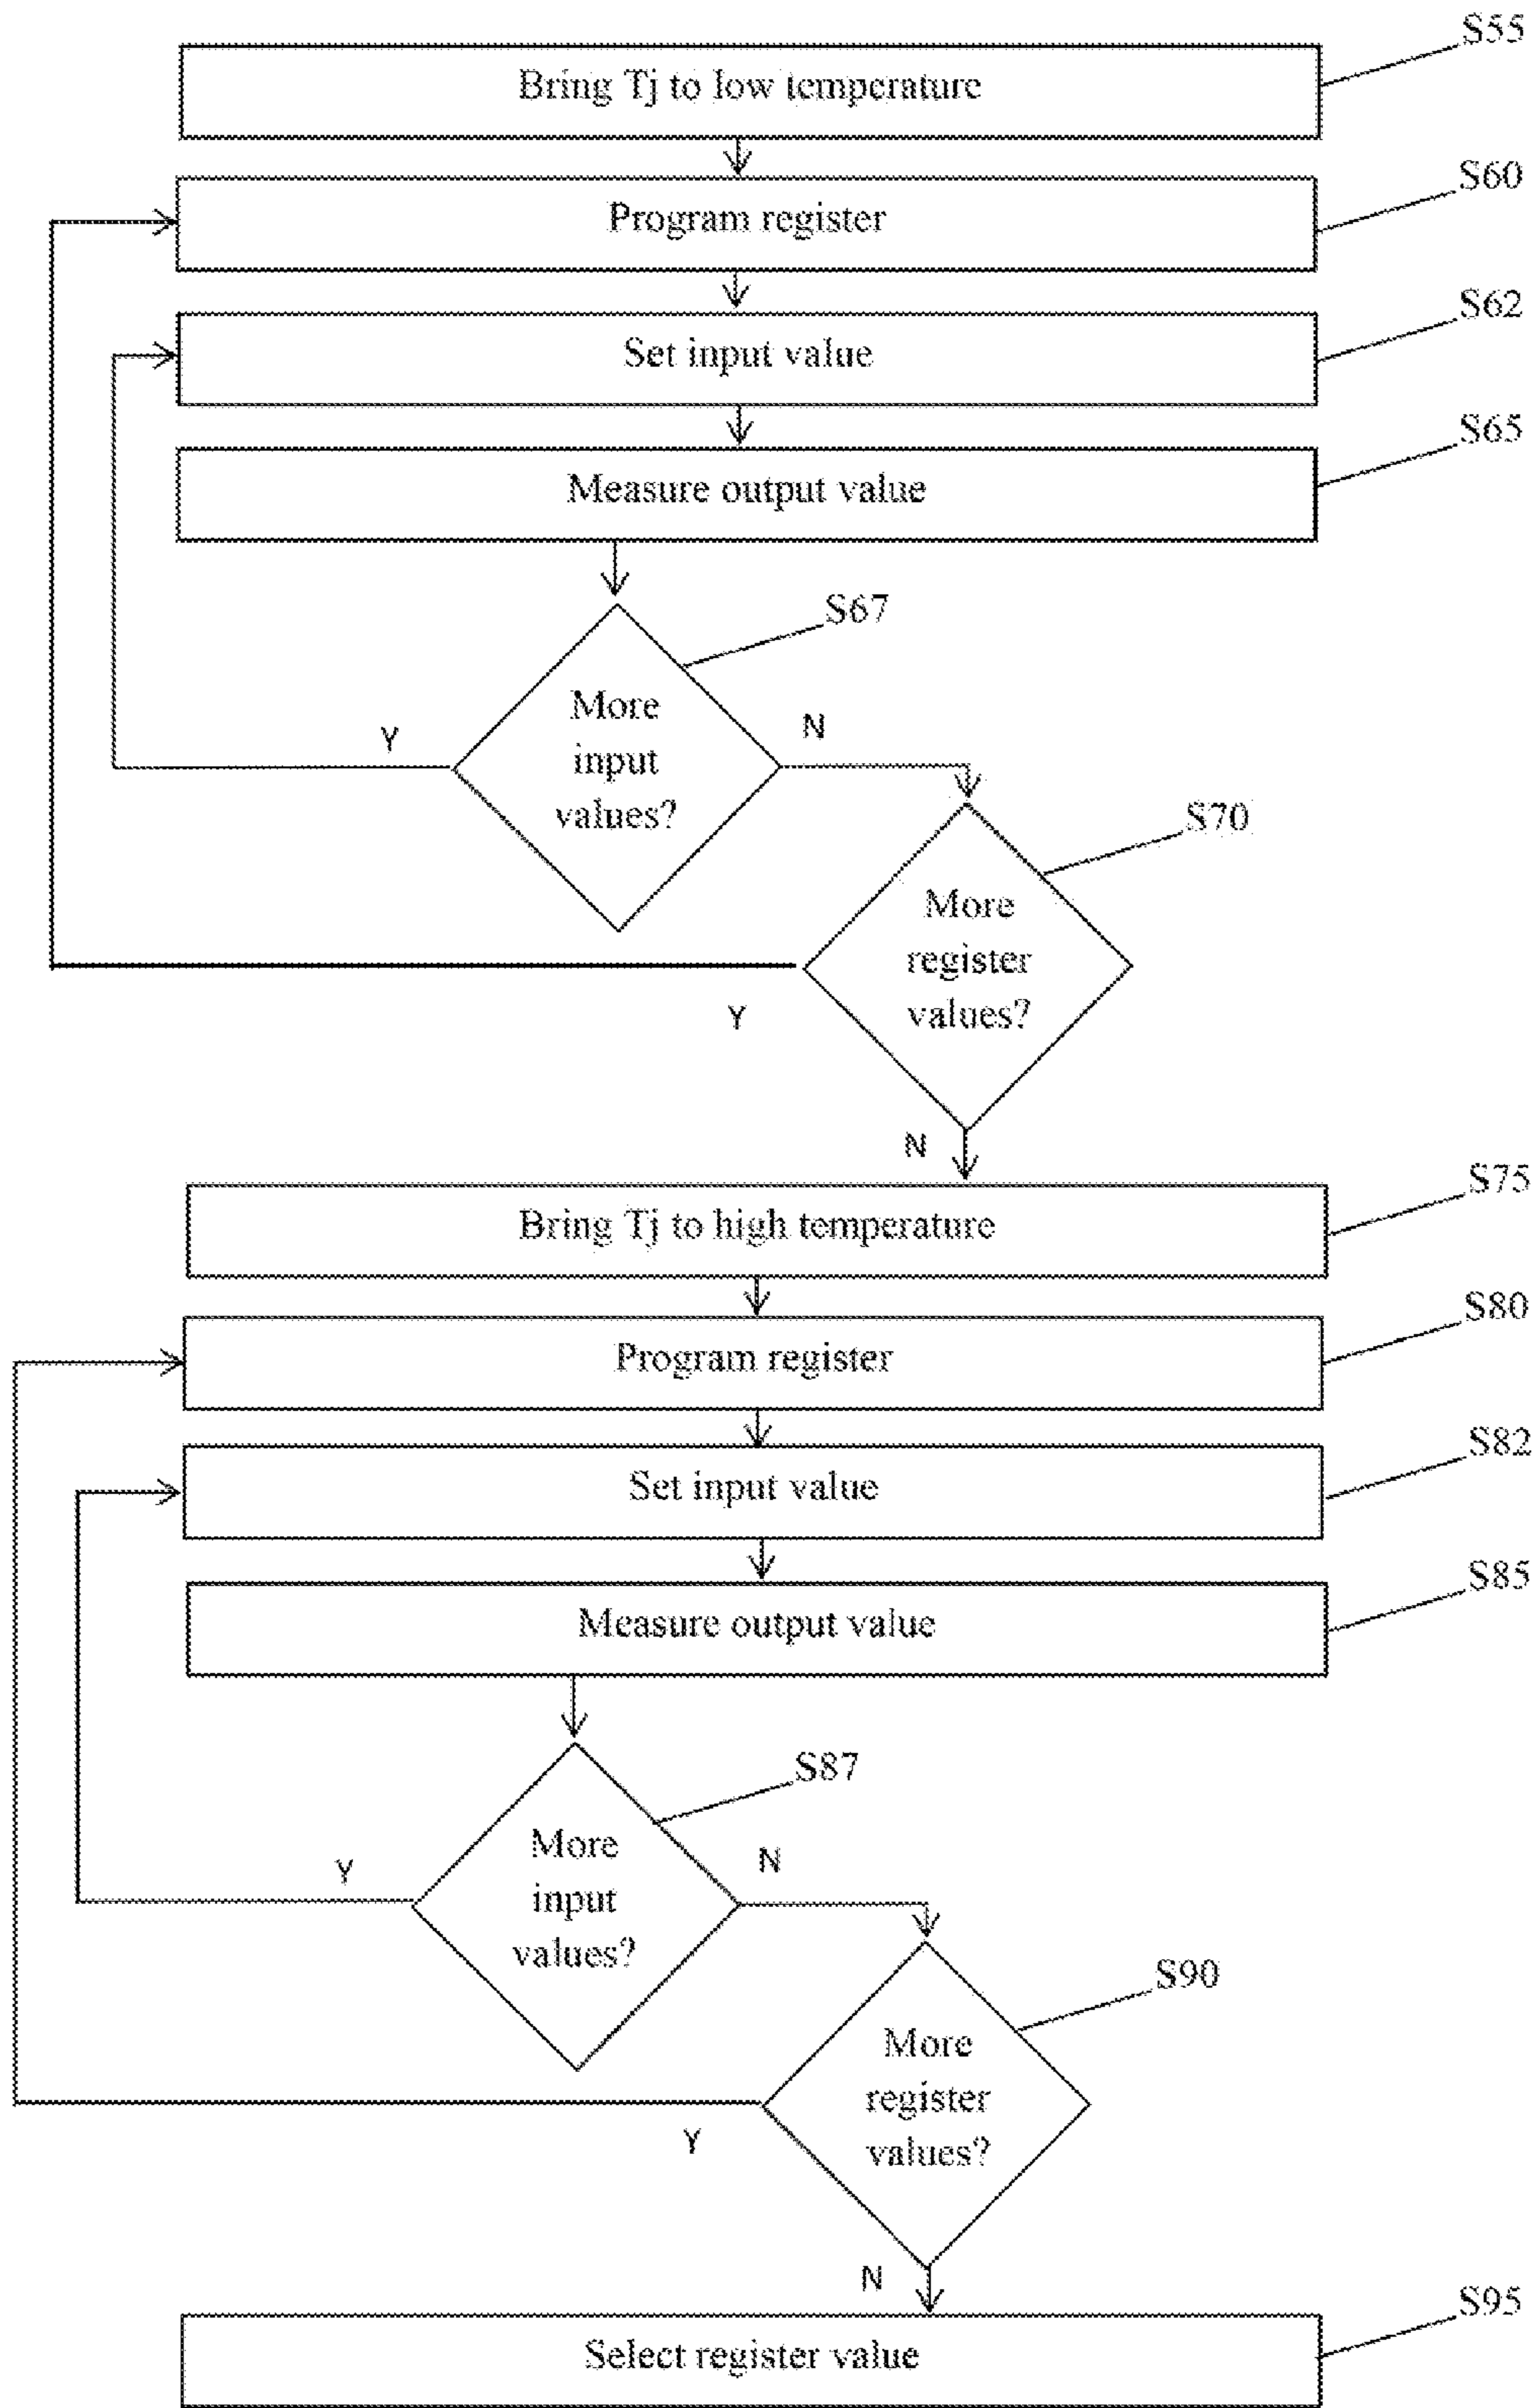 S55
Bring Tj to low temperature
S60
Program register
S62
Set input value
S65
Measure output value
S67
More
input
values?
Y
N
S70
More
register
values?
Y
N
S75
Bring Tj to high temperature
S80
Program register
S82
Set input value
S85
Measure output value
S87
More
input
values?
Y
N
S90
More
register
values?
Y
N
S95
Select register value